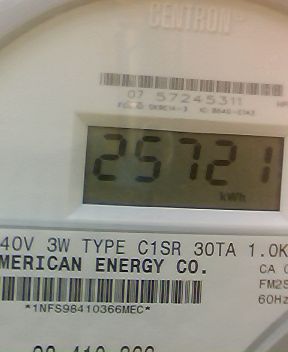 CENTRON
07 57245311
25721
kWh
40V 3W TYPE C1SR 30TA 1.0K
MERICAN ENERGY CO.
CA
FM2S
60Hz
*1NFS98410366MEC*